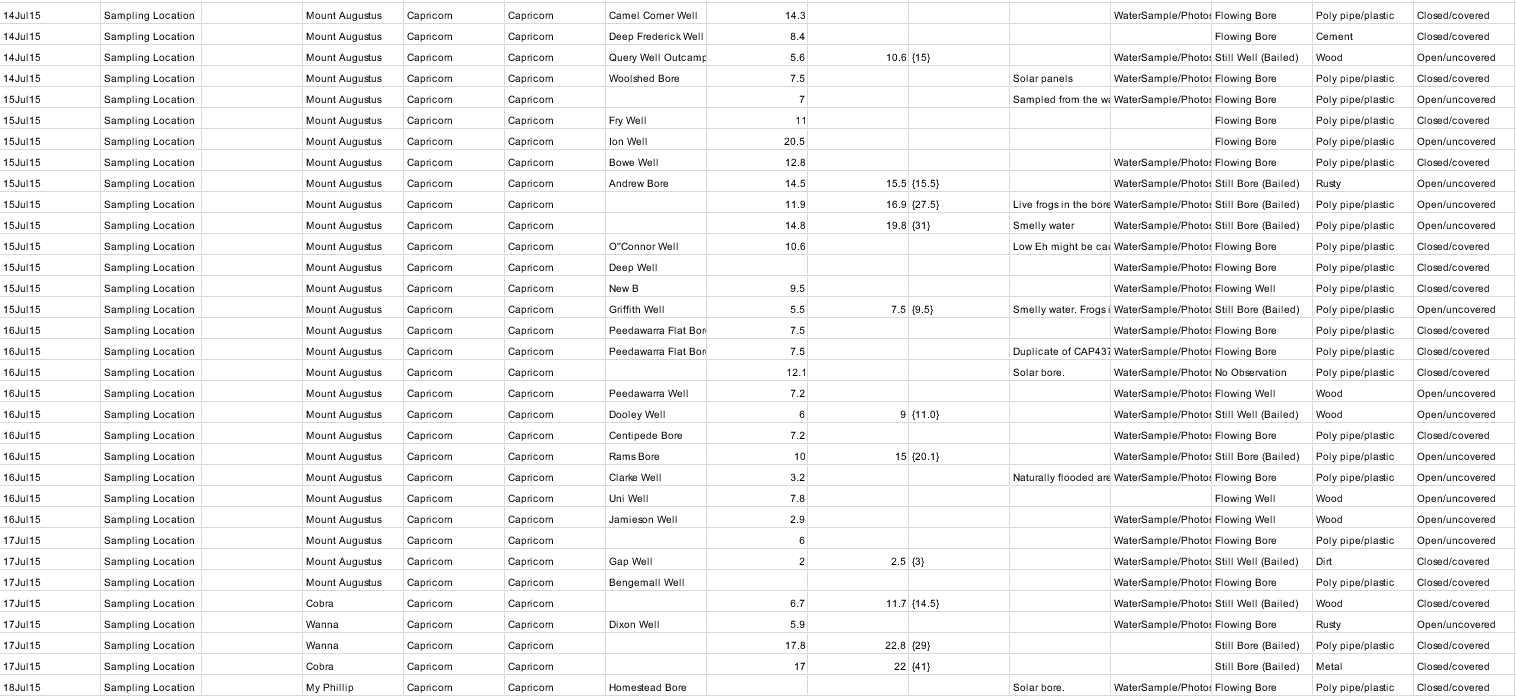 14Jul15 Sampling Location Mount Augustus Capricorn Capricorn Camel Corner Well 14.3 WaterSample/Photos Flowing Bore Poly pipe/plastic Closed/covered
14Jul15 Sampling Location Mount Augustus Capricorn Capricorn Deep Frederick Well 8.4 Flowing Bore Cement Closed/covered
14Jul15 Sampling Location Mount Augustus Capricorn Capricorn Query Well Outcamp 5.6 10.6 {15} WaterSample/Photos Still Well (Bailed) Wood Open/uncovered
14Jul15 Sampling Location Mount Augustus Capricorn Capricorn Woolshed Bore 7.5 Solar panels WaterSample/Photos Flowing Bore Poly pipe/plastic Closed/covered
15Jul15 Sampling Location Mount Augustus Capricorn Capricorn 7 Sampled from the wa WaterSample/Photos Flowing Bore Poly pipe/plastic Open/uncovered
15Jul15 Sampling Location Mount Augustus Capricorn Capricorn Fry Well 11 Flowing Bore Poly pipe/plastic Closed/covered
15Jul15 Sampling Location Mount Augustus Capricorn Capricorn Ion Well 20.5 Flowing Bore Poly pipe/plastic Open/uncovered
15Jul15 Sampling Location Mount Augustus Capricorn Capricorn Bowe Well 12.8 WaterSample/Photos Flowing Bore Poly pipe/plastic Closed/covered
15Jul15 Sampling Location Mount Augustus Capricorn Capricorn Andrew Bore 14.5 15.5 {15.5} WaterSample/Photos Still Bore (Bailed) Rusty Open/uncovered
15Jul15 Sampling Location Mount Augustus Capricorn Capricorn 11.9 16.9 {27.5} Live frogs in the bore WaterSample/Photos Still Bore (Bailed) Poly pipe/plastic Open/uncovered
15Jul15 Sampling Location Mount Augustus Capricorn Capricorn 14.8 19.8 {31} Smelly water WaterSample/Photos Still Bore (Bailed) Poly pipe/plastic Open/uncovered
15Jul15 Sampling Location Mount Augustus Capricorn Capricorn O"Connor Well 10.6 Low Eh might be cau WaterSample/Photos Flowing Bore Poly pipe/plastic Closed/covered
15Jul15 Sampling Location Mount Augustus Capricorn Capricorn Deep Well WaterSample/Photos Flowing Bore Poly pipe/plastic Closed/covered
15Jul15 Sampling Location Mount Augustus Capricorn Capricorn New B 9.5 WaterSample/Photos Flowing Well Poly pipe/plastic Closed/covered
15Jul15 Sampling Location Mount Augustus Capricorn Capricorn Griffith Well 5.5 7.5 {9.5} Smelly water. Frogs i WaterSample/Photos Still Bore (Bailed) Poly pipe/plastic Open/uncovered
16Jul15 Sampling Location Mount Augustus Capricorn Capricorn Peedawarra Flat Bor 7.5 WaterSample/Photos Flowing Bore Poly pipe/plastic Closed/covered
16Jul15 Sampling Location Mount Augustus Capricorn Capricorn Peedawarra Flat Bor 7.5 Duplicate of CAP437 WaterSample/Photos Flowing Bore Poly pipe/plastic Closed/covered
16Jul15 Sampling Location Mount Augustus Capricorn Capricorn 12.1 Solar bore. WaterSample/Photos No Observation Poly pipe/plastic Closed/covered
16Jul15 Sampling Location Mount Augustus Capricorn Capricorn Peedawarra Well 7.2 WaterSample/Photos Flowing Well Wood Open/uncovered
16Jul15 Sampling Location Mount Augustus Capricorn Capricorn Dooley Well 6 9 {11.0} WaterSample/Photos Still Well (Bailed) Wood Open/uncovered
16Jul15 Sampling Location Mount Augustus Capricorn Capricorn Centipede Bore 7.2 WaterSample/Photos Flowing Bore Poly pipe/plastic Closed/covered
16Jul15 Sampling Location Mount Augustus Capricorn Capricorn Rams Bore 10 15 {20.1} WaterSample/Photos Still Bore (Bailed) Poly pipe/plastic Open/uncovered
16Jul15 Sampling Location Mount Augustus Capricorn Capricorn Clarke Well 3.2 Naturally flooded are WaterSample/Photos Flowing Bore Poly pipe/plastic Open/uncovered
16Jul15 Sampling Location Mount Augustus Capricorn Capricorn Uni Well 7.8 Flowing Well Wood Open/uncovered
16Jul15 Sampling Location Mount Augustus Capricorn Capricorn Jamieson Well 2.9 WaterSample/Photos Flowing Well Wood Open/uncovered
17Jul15 Sampling Location Mount Augustus Capricorn Capricorn 6 WaterSample/Photos Flowing Bore Poly pipe/plastic Open/uncovered
17Jul15 Sampling Location Mount Augustus Capricorn Capricorn Gap Well 2 2.5 {3} WaterSample/Photos Still Well (Bailed) Dirt Closed/covered
17Jul15 Sampling Location Mount Augustus Capricorn Capricorn Bengemall Well WaterSample/Photos Flowing Bore Poly pipe/plastic Closed/covered
17Jul15 Sampling Location Cobra Capricorn Capricorn 6.7 11.7 {14.5} WaterSample/Photos Still Well (Bailed) Wood Closed/covered
17Jul15 Sampling Location Wanna Capricorn Capricorn Dixon Well 5.9 WaterSample/Photos Flowing Bore Rusty Open/uncovered
17Jul15 Sampling Location Wanna Capricorn Capricorn 17.8 22.8 {29} Still Bore (Bailed) Poly pipe/plastic Closed/covered
17Jul15 Sampling Location Cobra Capricorn Capricorn 17 22 {41} Still Bore (Bailed) Metal Closed/covered
18Jul15 Sampling Location My Phillip Capricorn Capricorn Homestead Bore Solar bore. WaterSample/Photos Flowing Bore Poly pipe/plastic Closed/covered